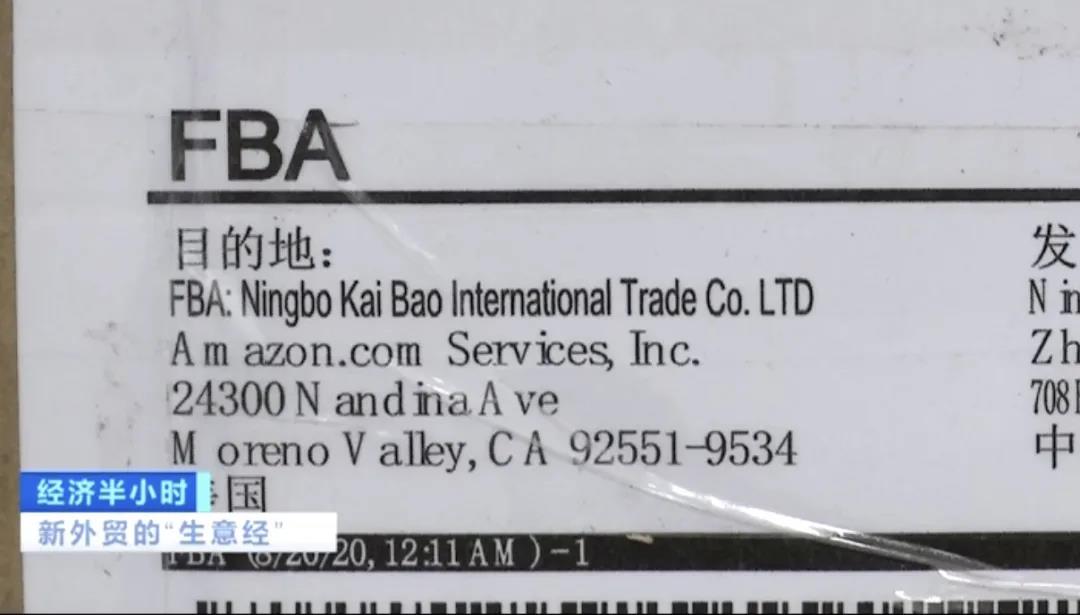 FBA
目的地:
FBA: Ningbo Kai Bao International Trade Co. LTD
Amazon.com Services, Inc.
24300 Nandina Ave
Moreno Valley, CA 92551-9534
国
发
Nin
Zh
708
中
经济半小时
新外贸的“生意经”
FBA (8/20/20, 12:11 AM)-1